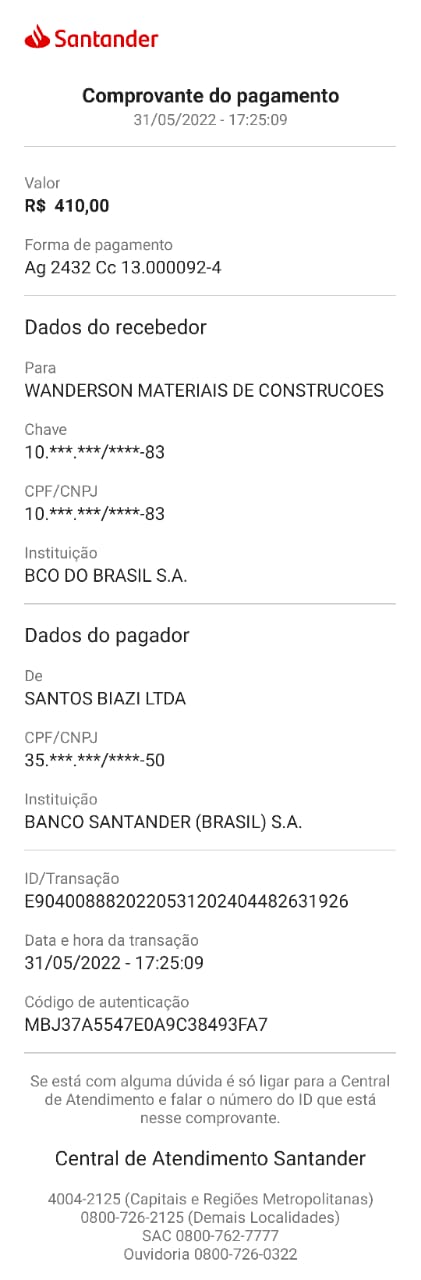 Santander
Comprovante do pagamento
31/05/2022 - 17:25:09
Valor
R$ 410,00
Forma de pagamento
Ag 2432 Cc 13.000092-4
Dados do recebedor
Para
WANDERSON MATERIAIS DE CONSTRUCOES
Chave
10.***.***/****-83
CPF/CNPJ
10.***.***/****-83
Instituição
BCO DO BRASIL S.A.
Dados do pagador
De
SANTOS BIAZI LTDA
CPF/CNPJ
35.***.***/****-50
Instituição
BANCO SANTANDER (BRASIL) S.A.
ID/Transação
E9040088820220531202404482631926
Data e hora da transação
31/05/2022 - 17:25:09
Código de autenticação
MBJ37A5547E0A9C38493FA7
Se está com alguma dúvida é só ligar para a Central
de Atendimento e falar o número do ID que está
nesse comprovante.
Central de Atendimento Santander
4004-2125 (Capitais e Regiões Metropolitanas)
0800-726-2125 (Demais Localidades)
SAC 0800-762-7777
Ouvidoria 0800-726-0322